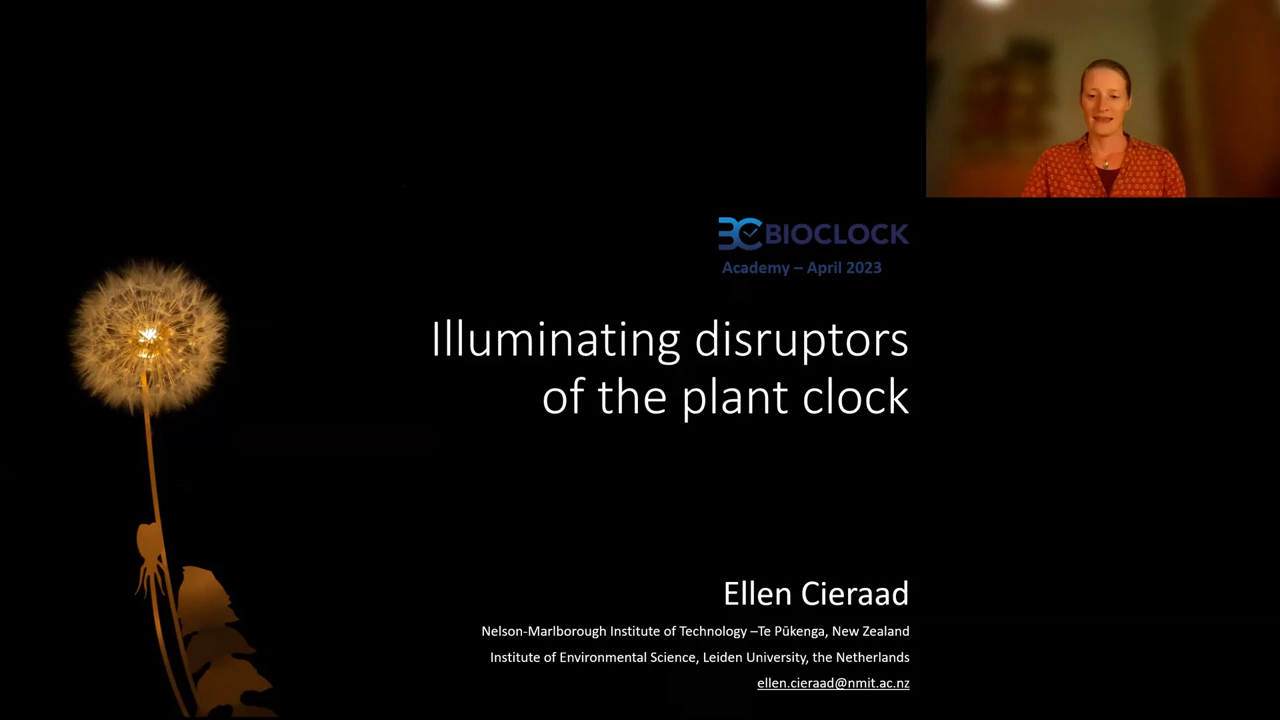 BIOCLOCK
Academy – April 2023
Illuminating disruptors
of the plant clock
Ellen Cieraad
Nelson-Marlborough Institute of Technology –Te Pūkenga, New Zealand
Institute of Environmental Science, Leiden University, the Netherlands
ellen.cieraad@nmit.ac.nz